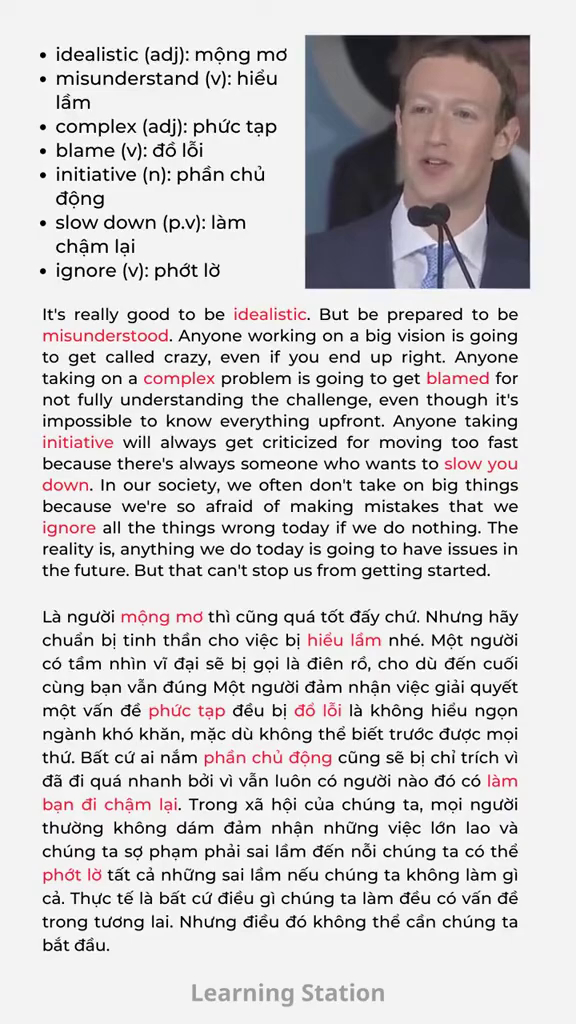 idealistic (adj): mộng mơ
misunderstand (v): hiểu
lầm
complex (adj): phức tạp
blame (v): đổ lỗi
initiative (n): phần chủ
động
slow down (p.v): làm
chậm lại
ignore (v): phớt lờ
It's really good to be idealistic. But be prepared to be
misunderstood. Anyone working on a big vision is going
to get called crazy, even if you end up right. Anyone
taking on a complex problem is going to get blamed for
not fully understanding the challenge, even though it's
impossible to know everything upfront. Anyone taking
initiative will always get criticized for moving too fast
because there's always someone who wants to slow you
down. In our society, we often don't take on big things
because we're so afraid of making mistakes that we
ignore all the things wrong today if we do nothing. The
reality is, anything we do today is going to have issues in
the future. But that can't stop us from getting started.
Là người mộng mơ thì cũng quá tốt đấy chứ. Nhưng hãy
chuẩn bị tinh thần cho việc bị hiểu lầm nhé. Một người
có tầm nhìn vĩ đại sẽ bị gọi là điên rồ, cho dù đến cuối
cùng bạn vẫn đúng Một người đảm nhận việc giải quyết
một vấn đề phức tạp đều bị đổ lỗi là không hiểu ngọn
ngành khó khăn, mặc dù không thể biết trước được mọi
thứ. Bất cứ ai nắm phần chủ động cũng sẽ bị chỉ trích vì
đã đi quá nhanh bởi vì vẫn luôn có người nào đó có làm
bạn đi chậm lại. Trong xã hội của chúng ta, mọi người
thường không dám đảm nhận những việc lớn lao và
chúng ta sợ phạm phải sai lầm đến nỗi chúng ta có thể
phớt lờ tất cả những sai lầm nếu chúng ta không làm gì
cả. Thực tế là bất cứ điều gì chúng ta làm đều có vấn đề
trong tương lai. Nhưng điều đó không thể cần chúng ta
bắt đầu.
Learning Station